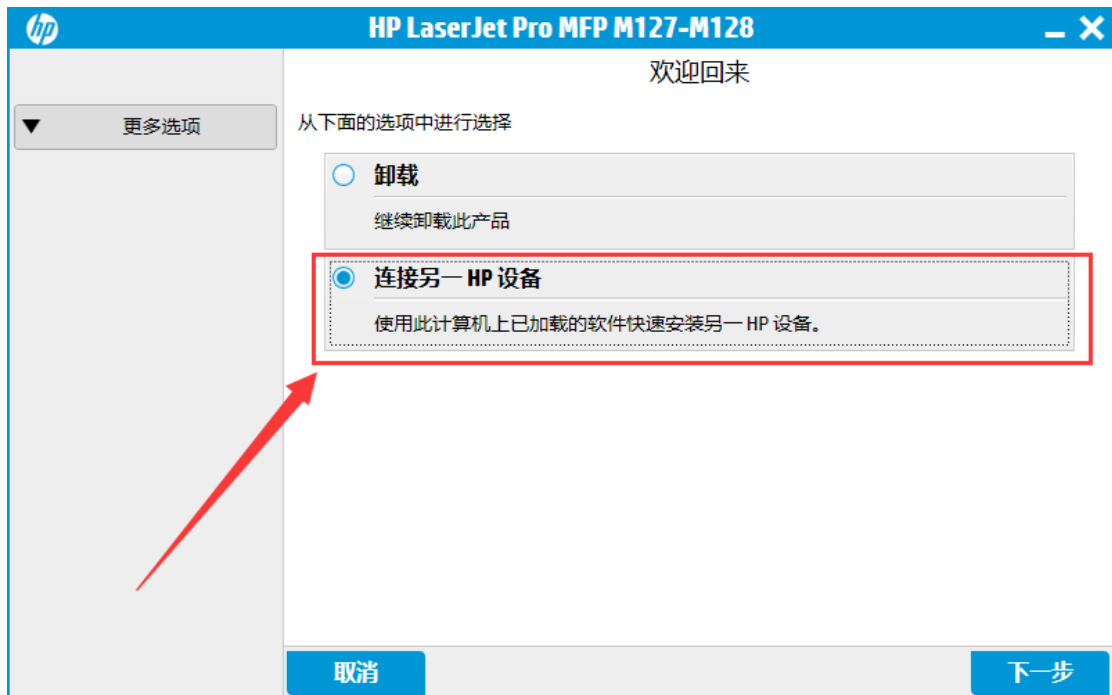 hp
HP LaserJet Pro MFP M127-M128
欢迎回来
更多选项
从下面的选项中进行选择
卸载
继续卸载此产品
连接另一 HP 设备
使用此计算机上已加载的软件快速安装另一 HP 设备。
取消
下一步